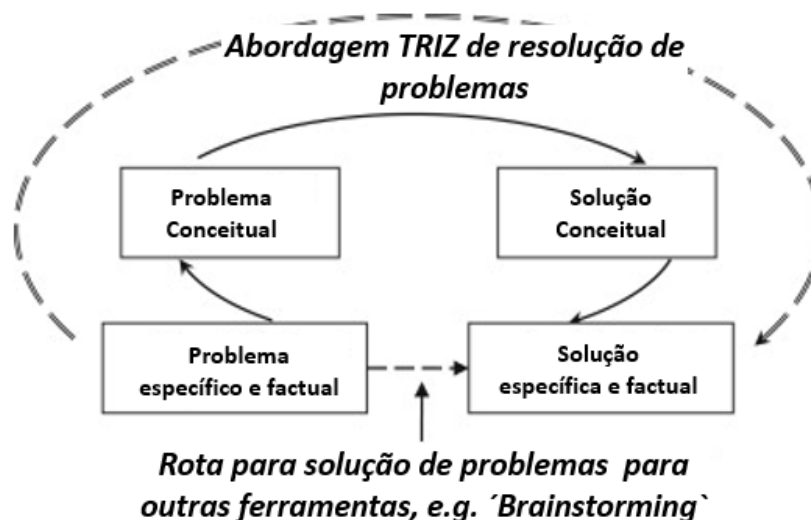 Abordagem TRIZ de resolução de
problemas
Problema
Conceitual
Solução
Conceitual
Problema
específico e factual
Solução
específica e factual
Rota para solução de problemas para
outras ferramentas, e.g. ´Brainstorming`